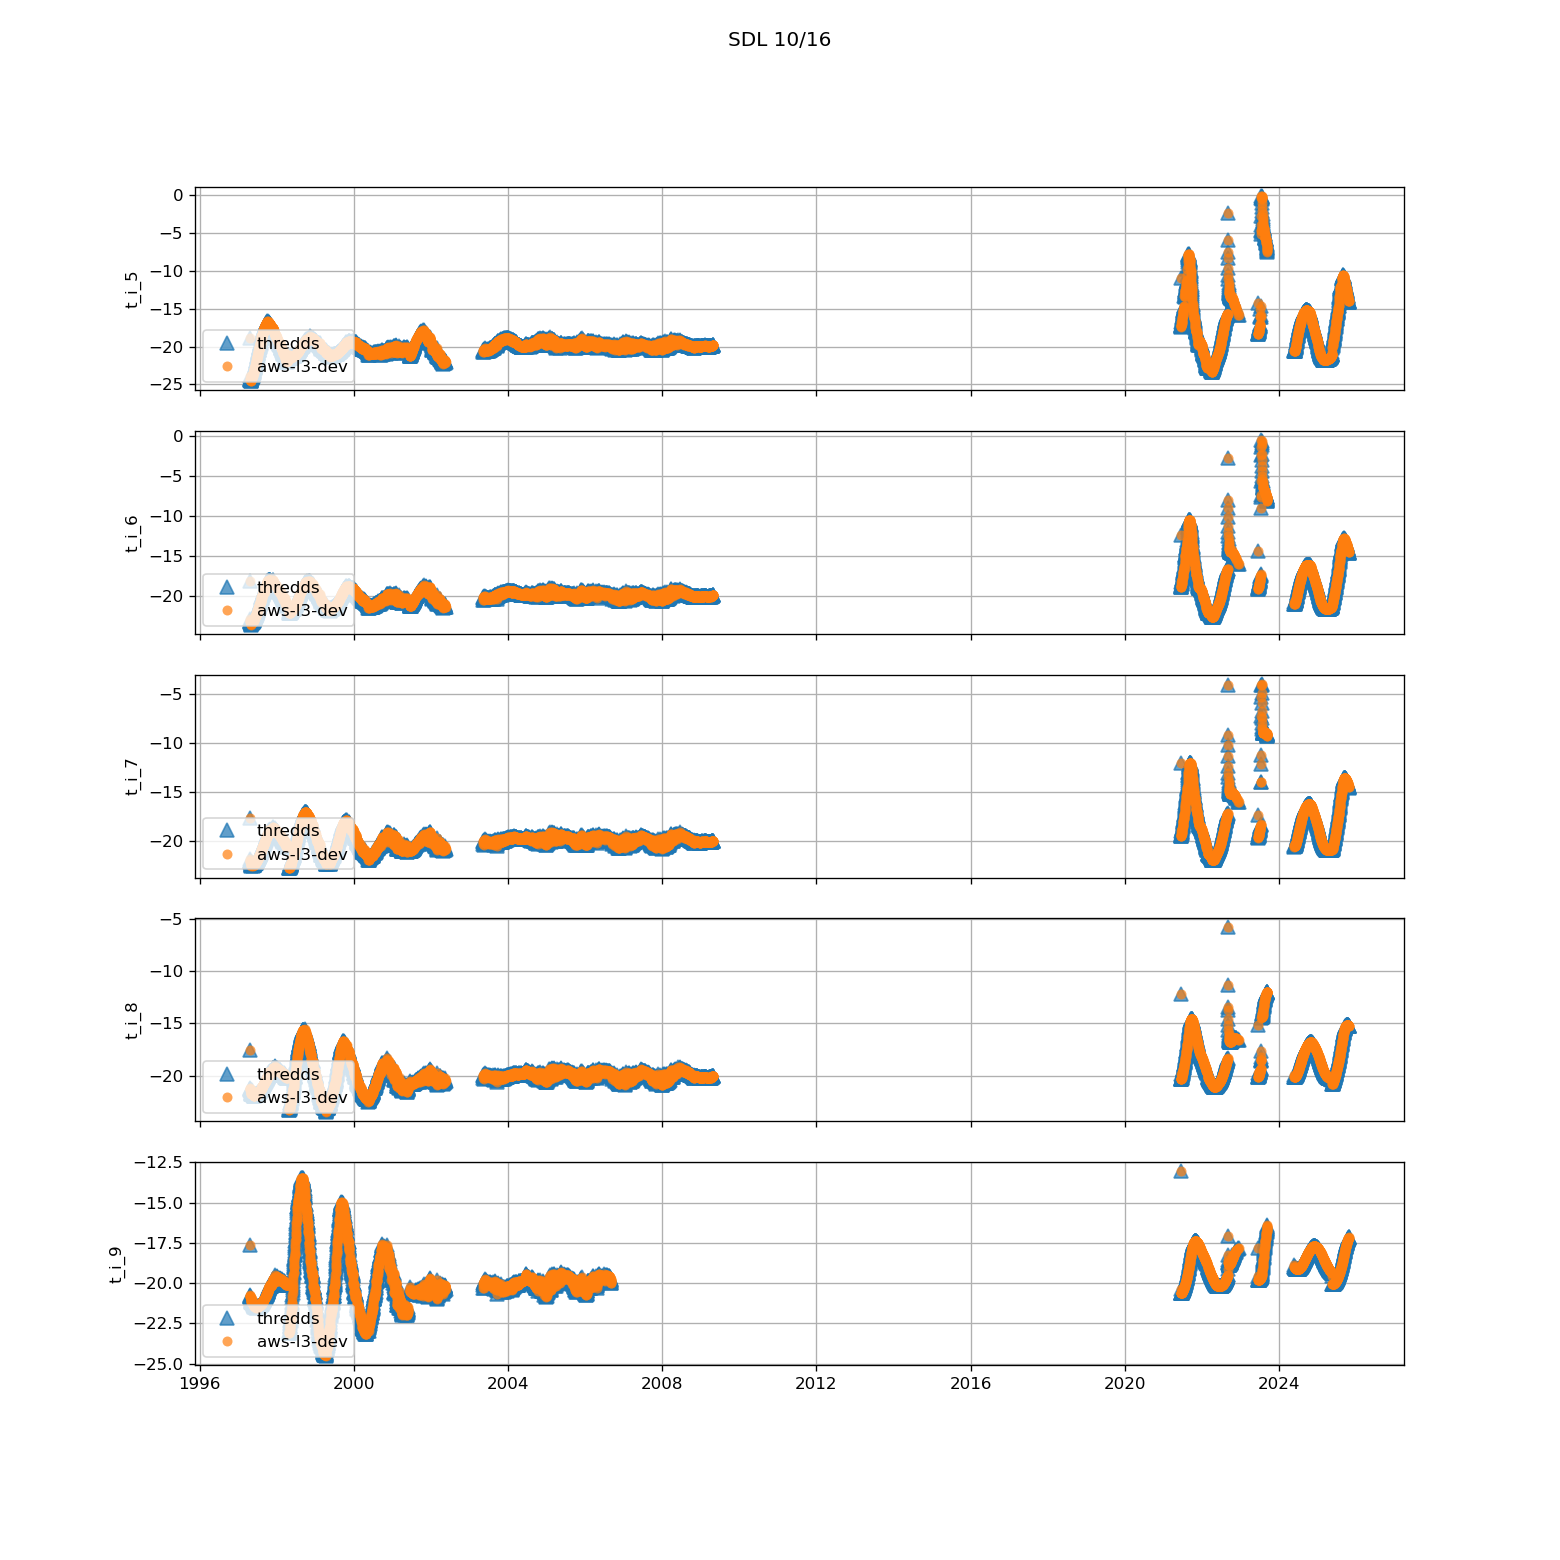 SDL 10/16
0
−5
−10
−15
−20
−25
t_i_5
thredds
aws-l3-dev
0
−5
−10
−15
−20
t_i_6
thredds
aws-l3-dev
−5
−10
−15
−20
t_i_7
thredds
aws-l3-dev
−5
−10
−15
−20
t_i_8
thredds
aws-l3-dev
−12.5
−15.0
−17.5
−20.0
−22.5
−25.0
t_i_9
thredds
aws-l3-dev
1996 2000 2004 2008 2012 2016 2020 2024